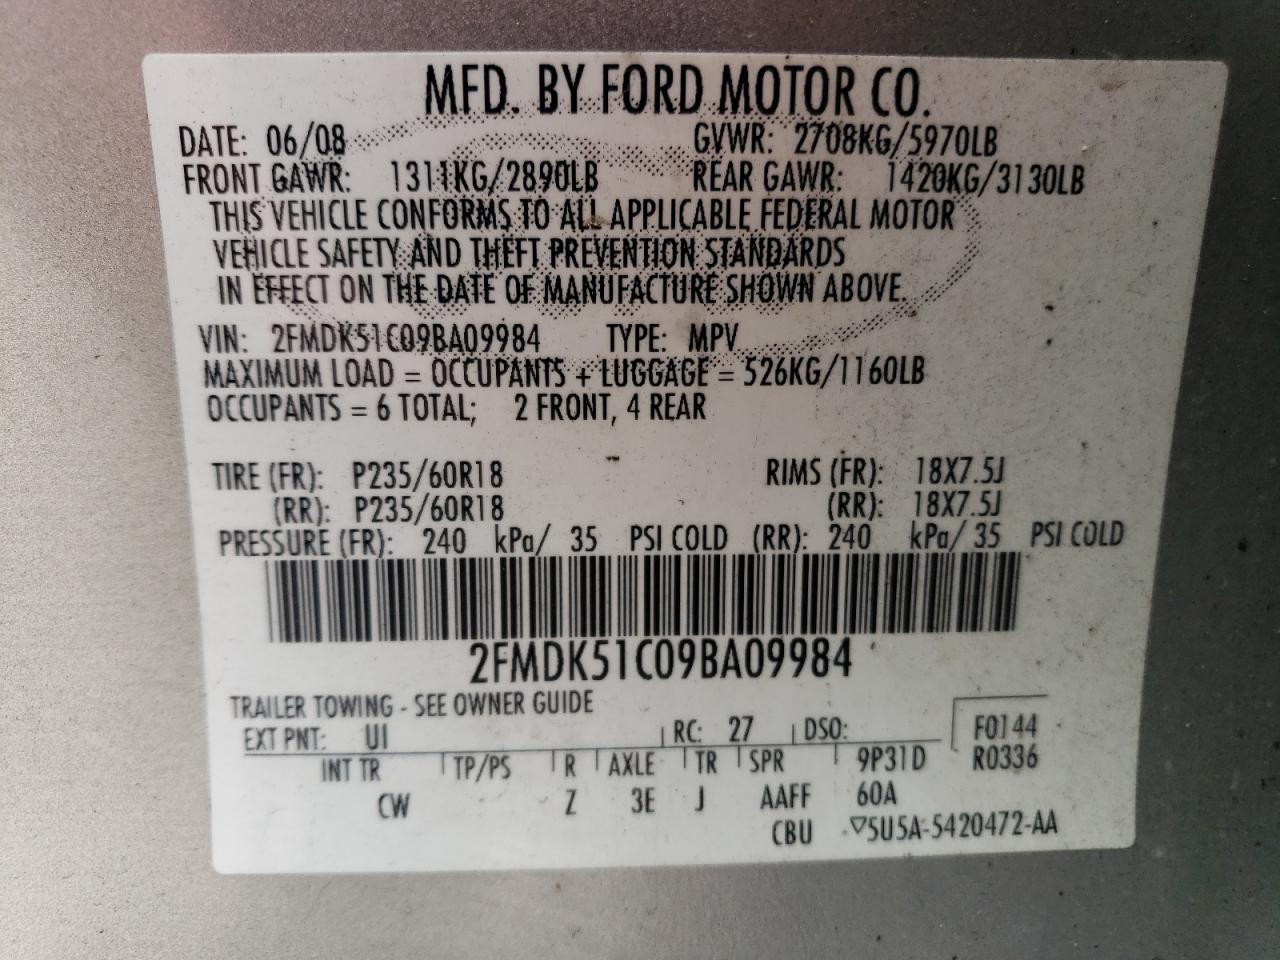 MFD. BY FORD MOTOR CO.
DATE: 06/08 GVWR: 2708KG/5970LB
FRONT GAWR: 1311KG/2890LB REAR GAWR: 1420KG/3130LB
THIS VEHICLE CONFORMS TO ALL APPLICABLE FEDERAL MOTOR
VEHICLE SAFETY AND THEFT PREVENTION STANDARDS
IN EFFECT ON THE DATE OF MANUFACTURE SHOWN ABOVE.
VIN: 2FMDK51C09BA09984 TYPE: MPV
MAXIMUM LOAD = OCCUPANTS + LUGGAGE = 526KG/1160LB
OCCUPANTS = 6 TOTAL; 2 FRONT, 4 REAR
TIRE (FR): P235/60R18 RIMS (FR): 18X7.5J
(RR): P235/60R18 (RR): 18X7.5J
PRESSURE (FR): 240 kPa/ 35 PSI COLD (RR): 240 kPa/ 35 PSI COLD
2FMDK51C09BA09984
TRAILER TOWING - SEE OWNER GUIDE
EXT PNT: UI RC: 27 DSO: F0144
INT TR TP/PS R AXLE TR SPR 9P31D R0336
CW Z 3E J AAFF 60A
CBU ▽5U5A-5420472-AA